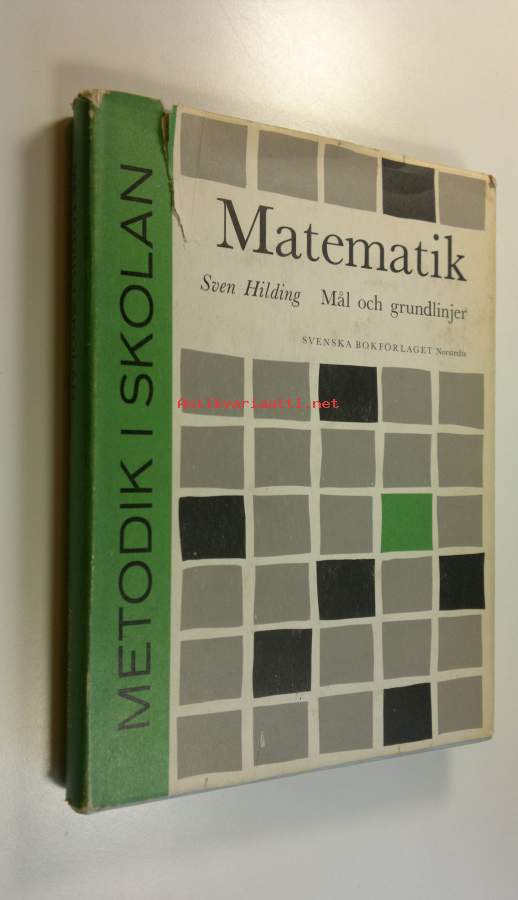 METODIK I SKOLAN
Matematik
Sven Hilding Mål och grundlinjer
SVENSKA BOKFÖRLAGET Norstedts
Antikvariaatti.net